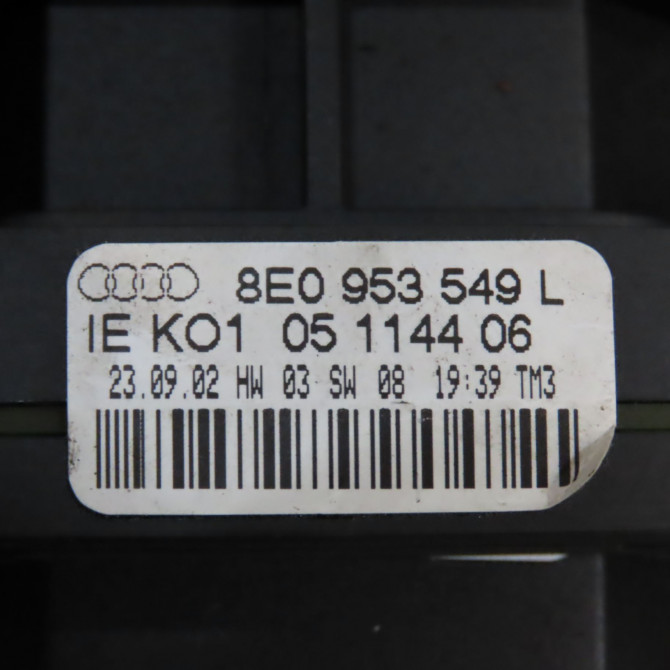 8E0 953 549 L
IE KO1 05 1144 06
23.09.02 HW 03 SW 08 19:39 TM3